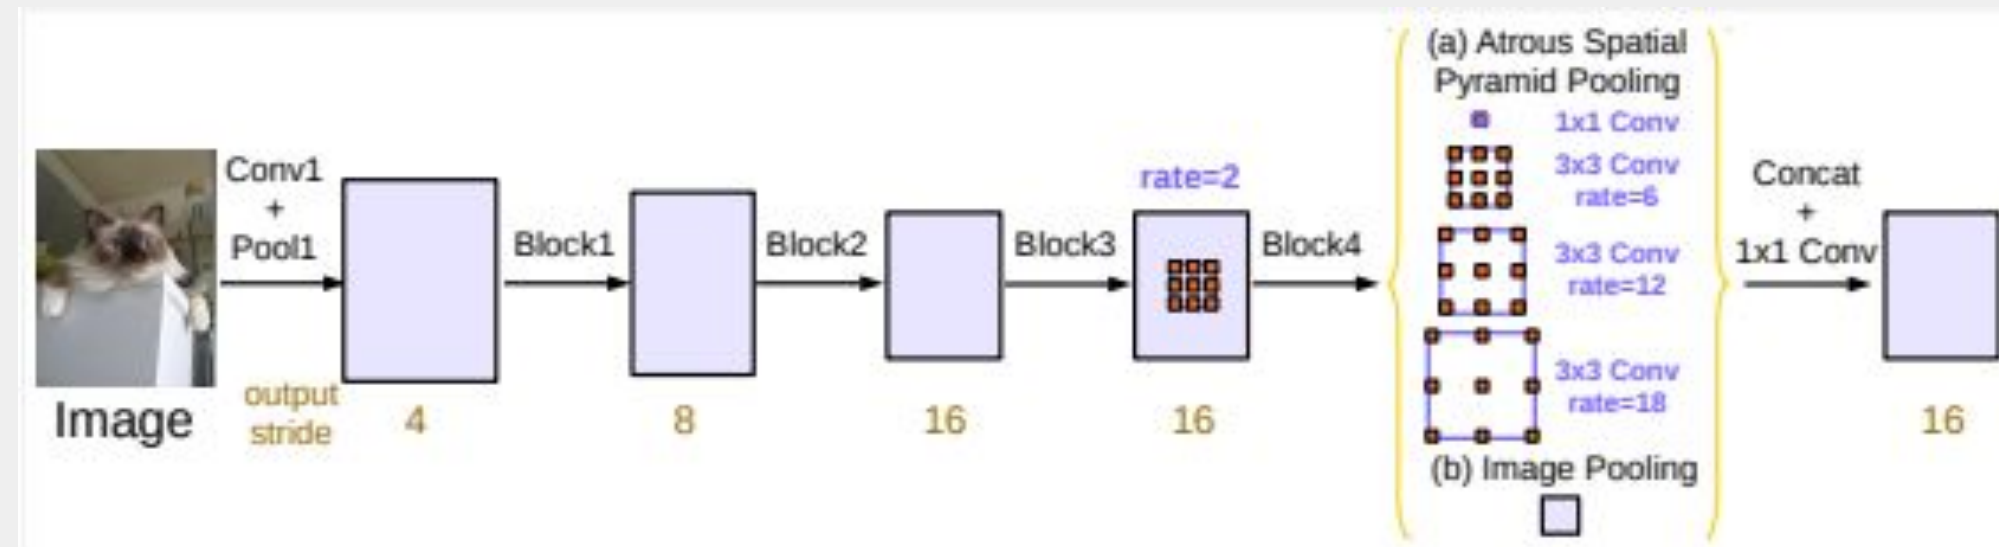 Image
Conv1
+
Pool1
output
stride
4
Block1
8
Block2
16
Block3
rate=2
16
Block4
(a) Atrous Spatial
Pyramid Pooling
1x1 Conv
3x3 Conv
rate=6
3x3 Conv
rate=12
3x3 Conv
rate=18
(b) Image Pooling
Concat
+
1x1 Conv
16